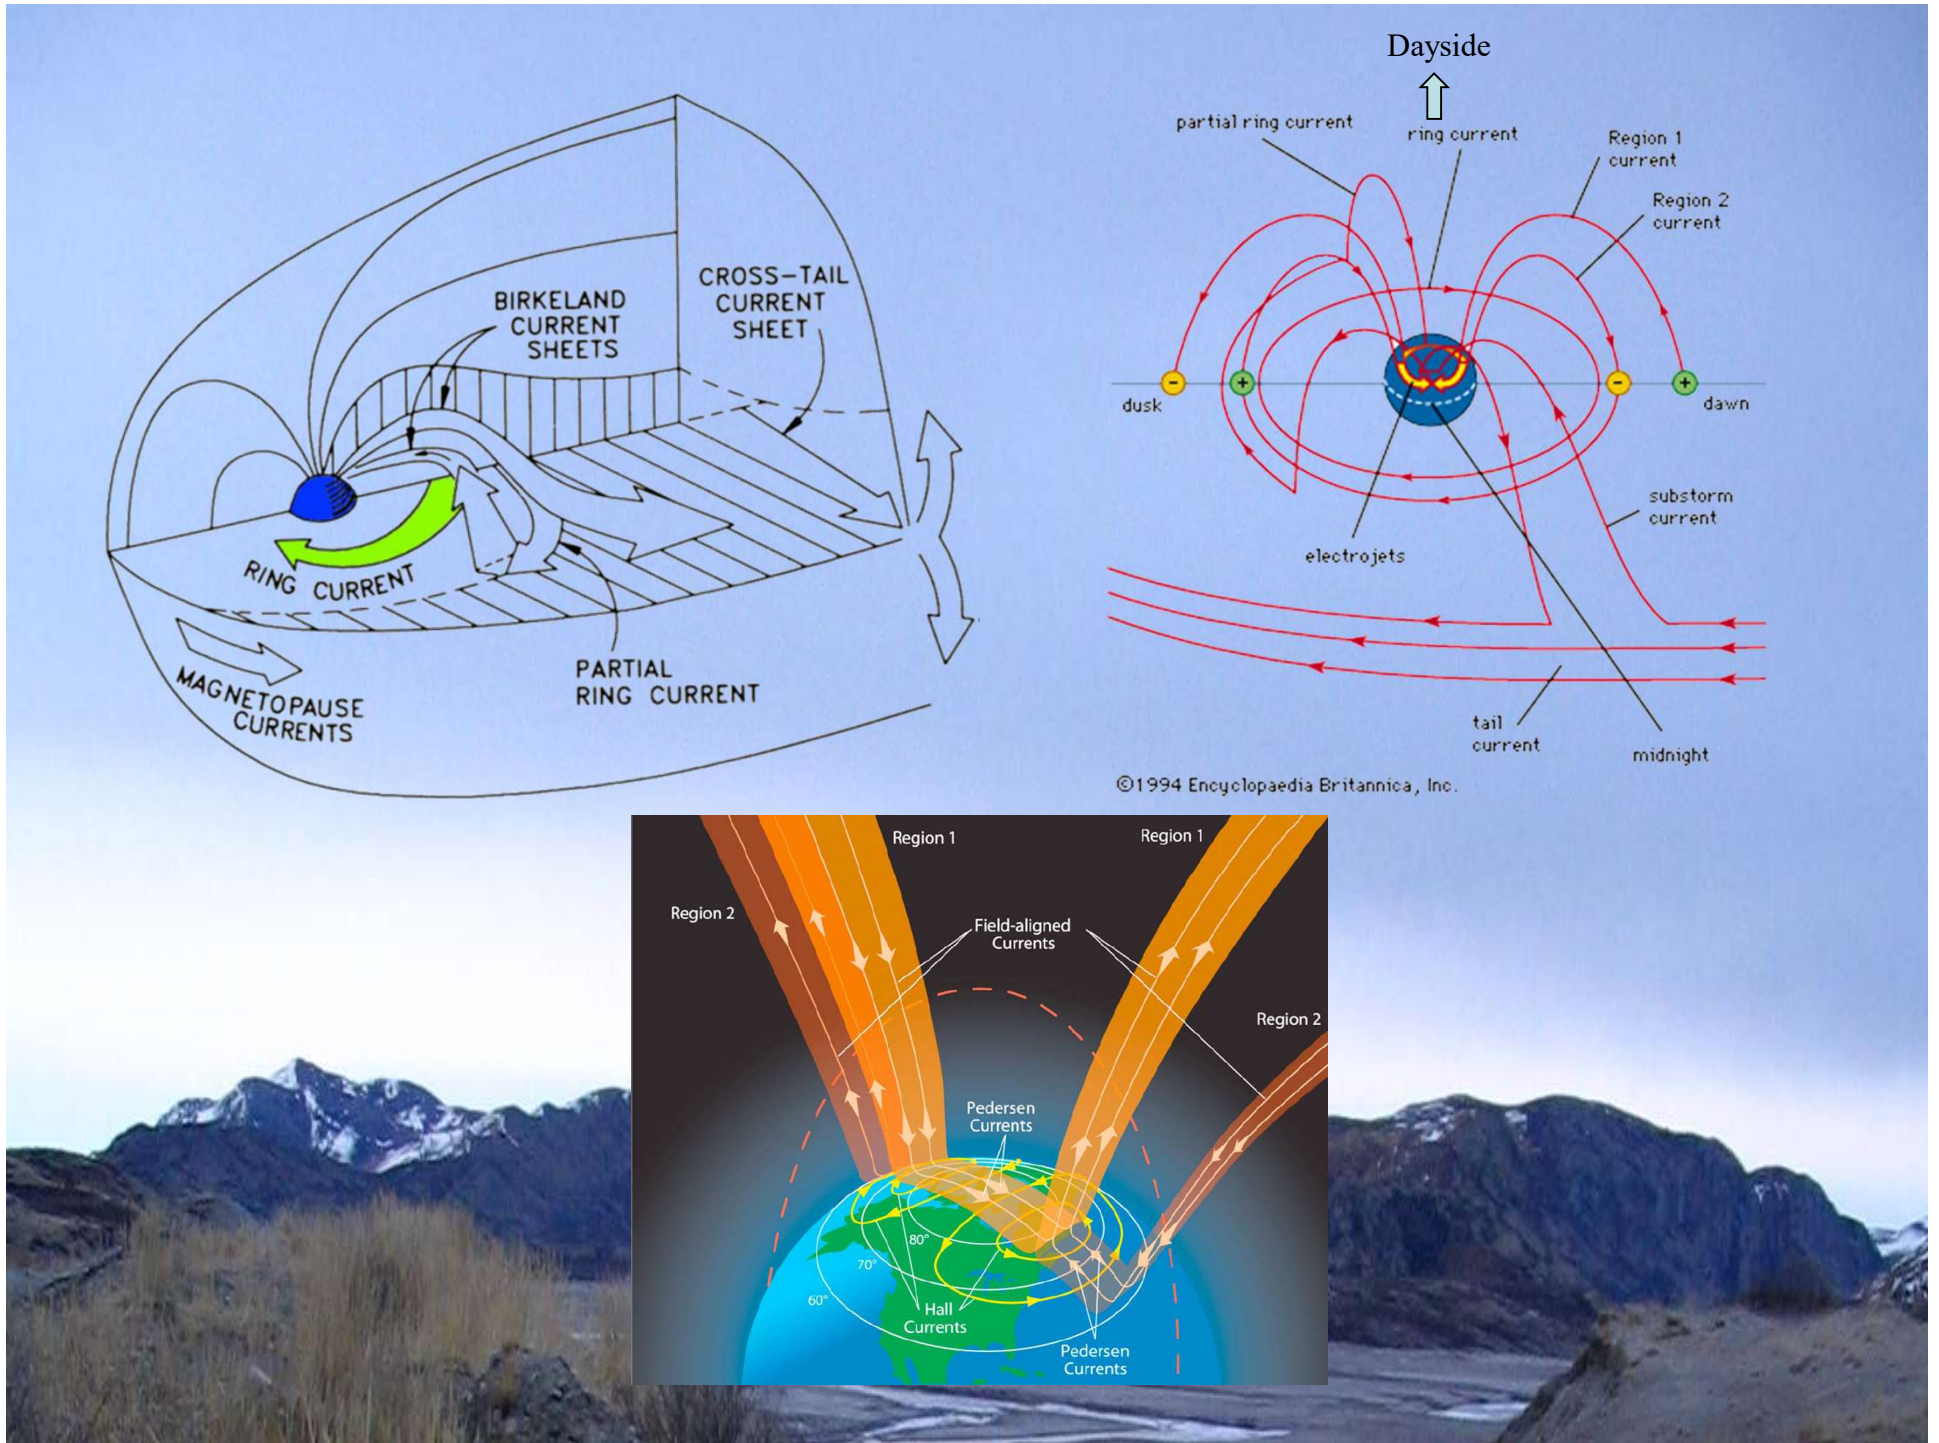 BIRKELAND
CURRENT
SHEETS
CROSS-TAIL
CURRENT
SHEET
RING CURRENT
MAGNETOPAUSE
CURRENTS
PARTIAL
RING CURRENT
Dayside
partial ring current
ring current
Region 1
current
Region 2
current
-
+
-
+
dusk
dawn
substorm
current
electrojets
tail
current
midnight
©1994 Encyclopaedia Britannica, Inc.
Region 1
Region 1
Region 2
Field-aligned
Currents
Region 2
Pedersen
Currents
80°
70°
60°
Hall
Currents
Pedersen
Currents